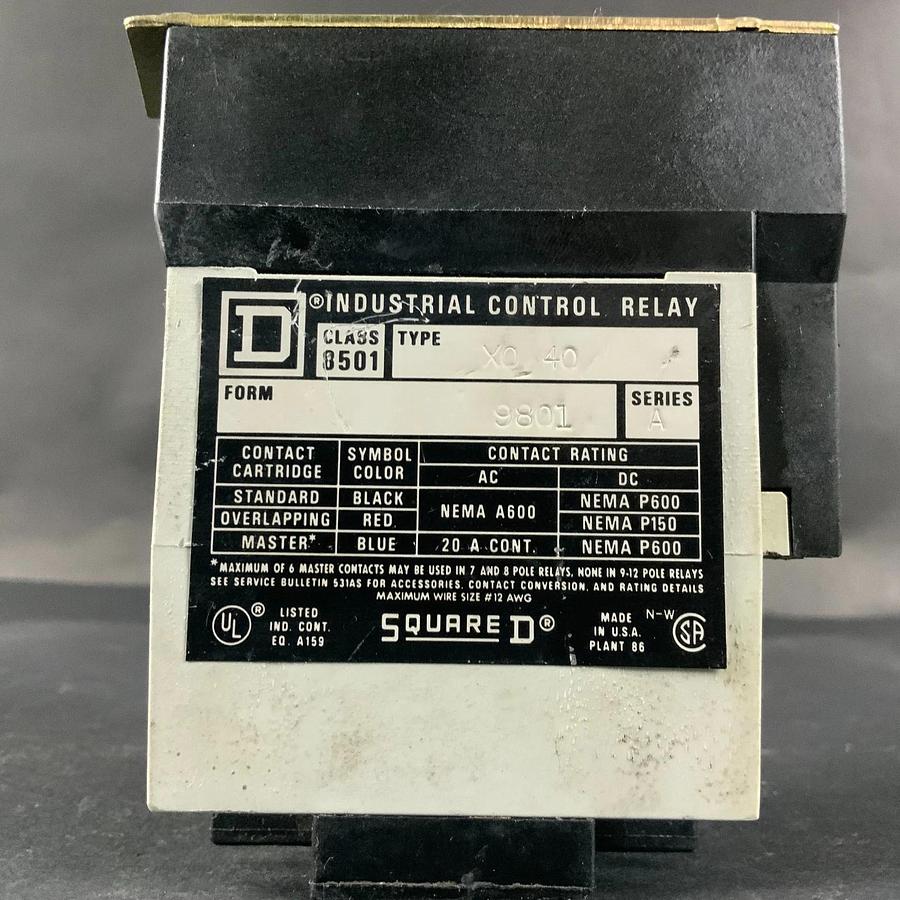 D ® INDUSTRIAL CONTROL RELAY
CLASS 8501 TYPE XO 40
FORM 9801 SERIES A
CONTACT CARTRIDGE SYMBOL COLOR CONTACT RATING
AC DC
STANDARD BLACK NEMA A600 NEMA P600
OVERLAPPING RED NEMA P150
MASTER* BLUE 20 A CONT. NEMA P600
*MAXIMUM OF 6 MASTER CONTACTS MAY BE USED IN 7 AND 8 POLE RELAYS, NONE IN 9-12 POLE RELAYS
SEE SERVICE BULLETIN 531AS FOR ACCESSORIES, CONTACT CONVERSION, AND RATING DETAILS
MAXIMUM WIRE SIZE #12 AWG
UL ® LISTED IND. CONT. EQ. A159
SQUARE D ®
MADE IN U.S.A. PLANT 86
N-W
SA